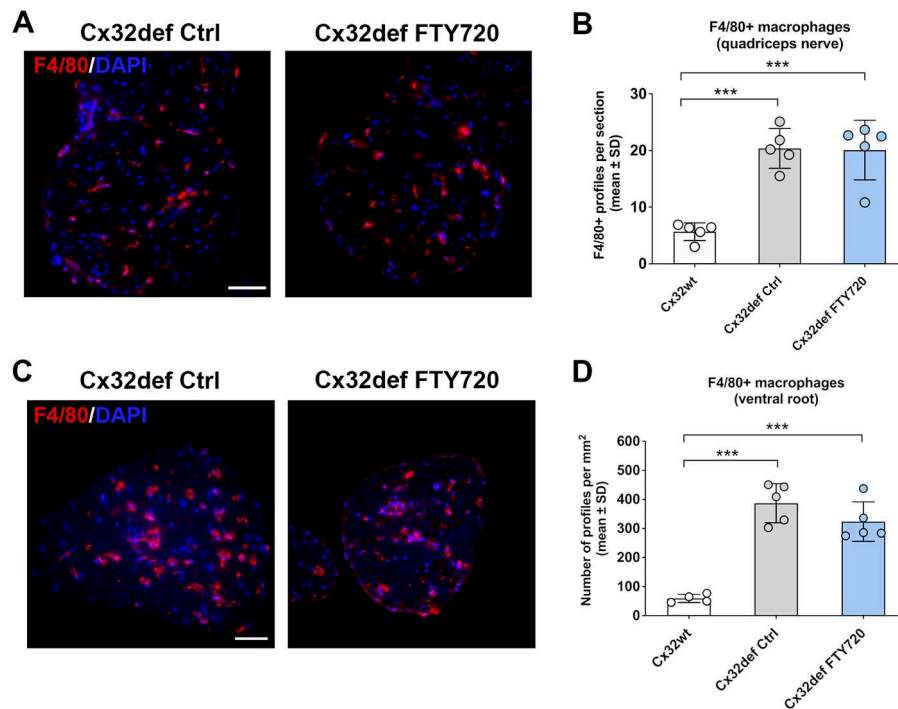 A
Cx32def Ctrl
Cx32def FTY720
F4/80/DAPI
B
F4/80+ macrophages
(quadriceps nerve)
***
***
F4/80+ profiles per section
(mean ± SD)
30
20
10
0
Cx32wt
Cx32def Ctrl
Cx32def FTY720
C
Cx32def Ctrl
Cx32def FTY720
F4/80/DAPI
D
F4/80+ macrophages
(ventral root)
***
***
Number of profiles per mm²
(mean ± SD)
600
500
400
300
200
100
0
Cx32wt
Cx32def Ctrl
Cx32def FTY720